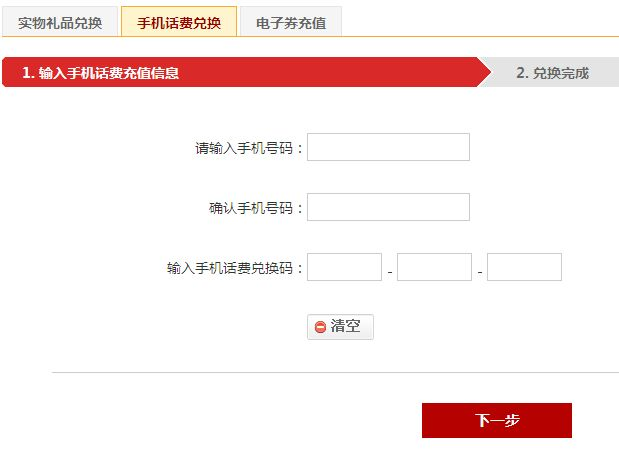 实物礼品兑换 手机话费兑换 电子券充值
1. 输入手机话费充值信息 2. 兑换完成
请输入手机号码：
确认手机号码：
输入手机话费兑换码： - -
清空
下一步